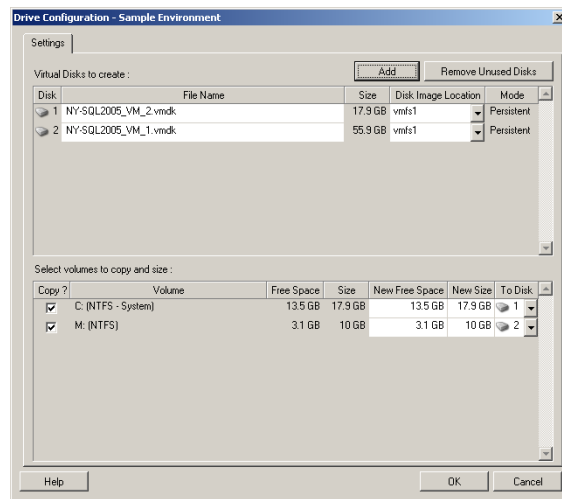 Drive Configuration - Sample Environment
Settings
Virtual Disks to create :
Add
Remove Unused Disks
Disk File Name Size Disk Image Location Mode
1 NY-SQL2005_VM_2.vmdk 17.9 GB vmfs1 Persistent
2 NY-SQL2005_VM_1.vmdk 55.9 GB vmfs1 Persistent
Select volumes to copy and size :
Copy ? Volume Free Space Size New Free Space New Size To Disk
C: (NTFS - System) 13.5 GB 17.9 GB 13.5 GB 17.9 GB 1
M: (NTFS) 3.1 GB 10 GB 3.1 GB 10 GB 2
Help
OK
Cancel